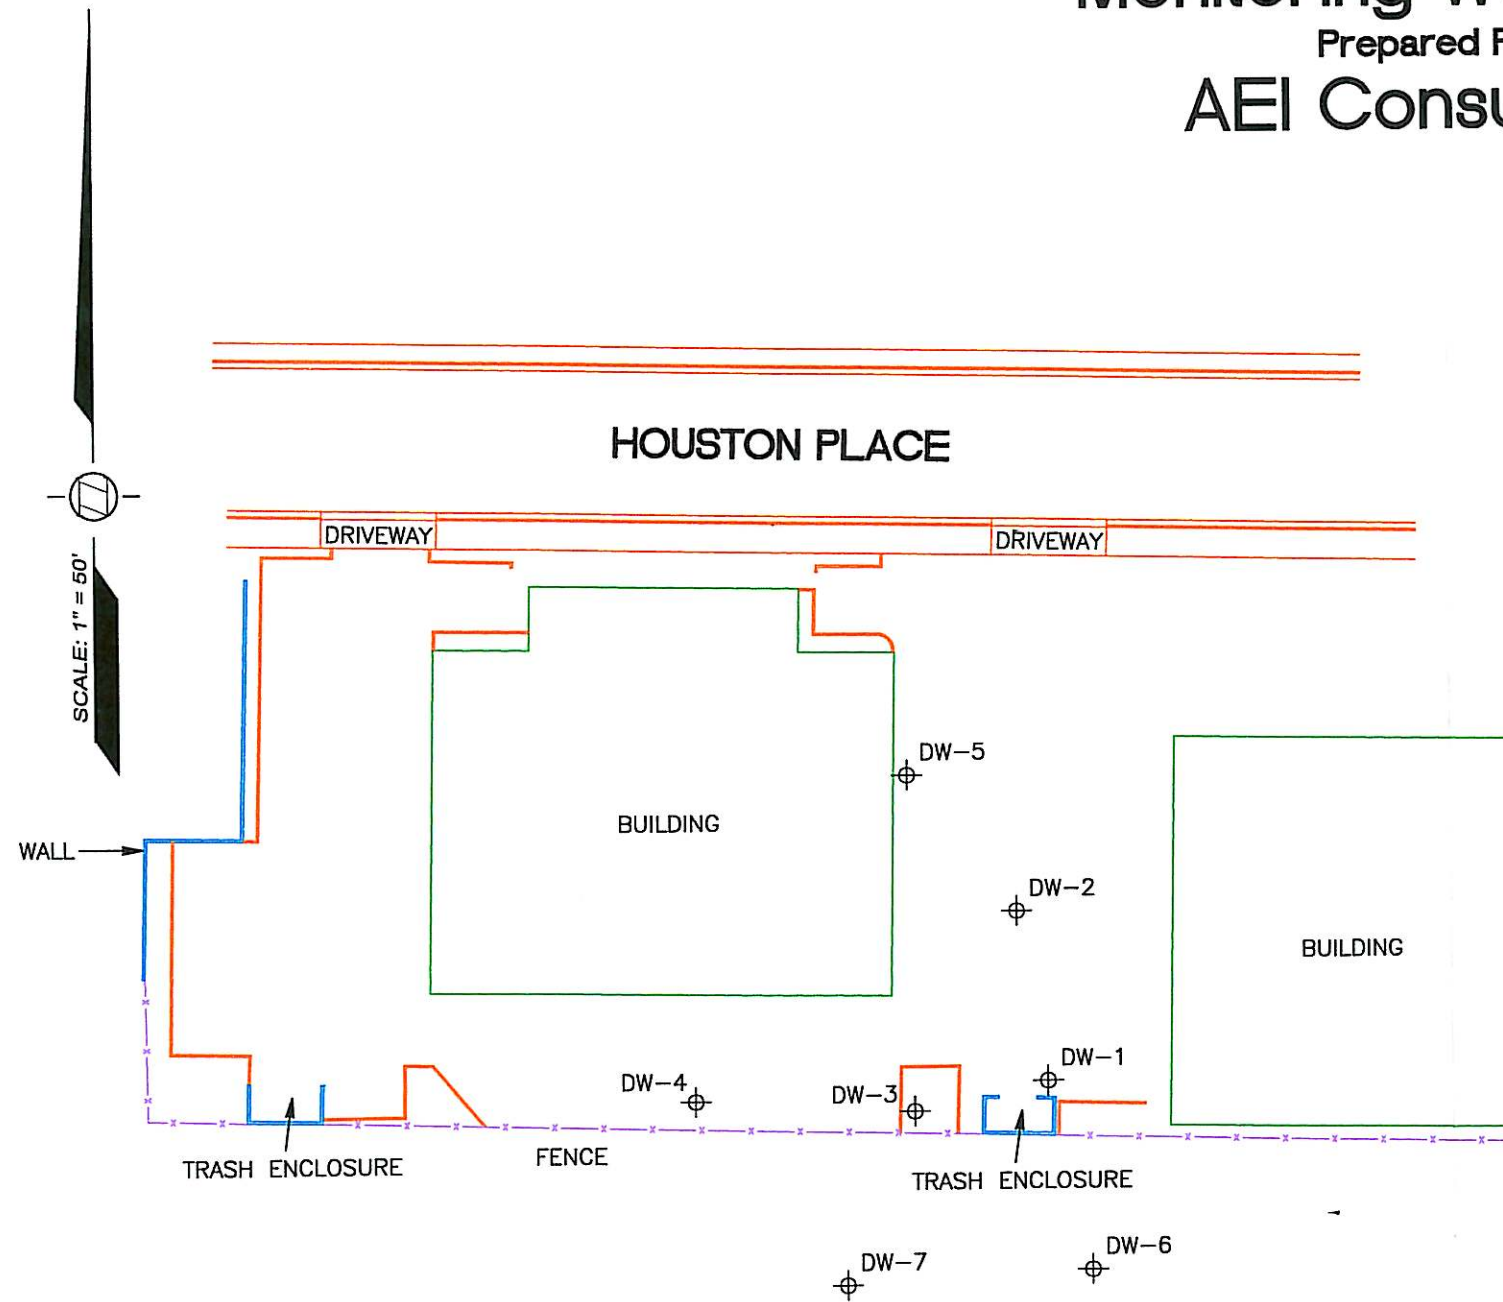 Prepared
AEI
HOUSTON PLACE
DRIVEWAY
DRIVEWAY
SCALE: 1" = 50'
DW-5
BUILDING
WALL
DW-2
BUILDING
DW-1
DW-4
DW-3
FENCE
TRASH ENCLOSURE
TRASH ENCLOSURE
DW-6
DW-7